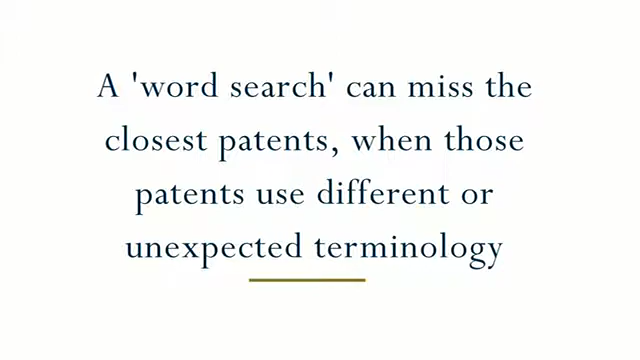 A 'word search' can miss the
closest patents, when those
patents use different or
unexpected terminology